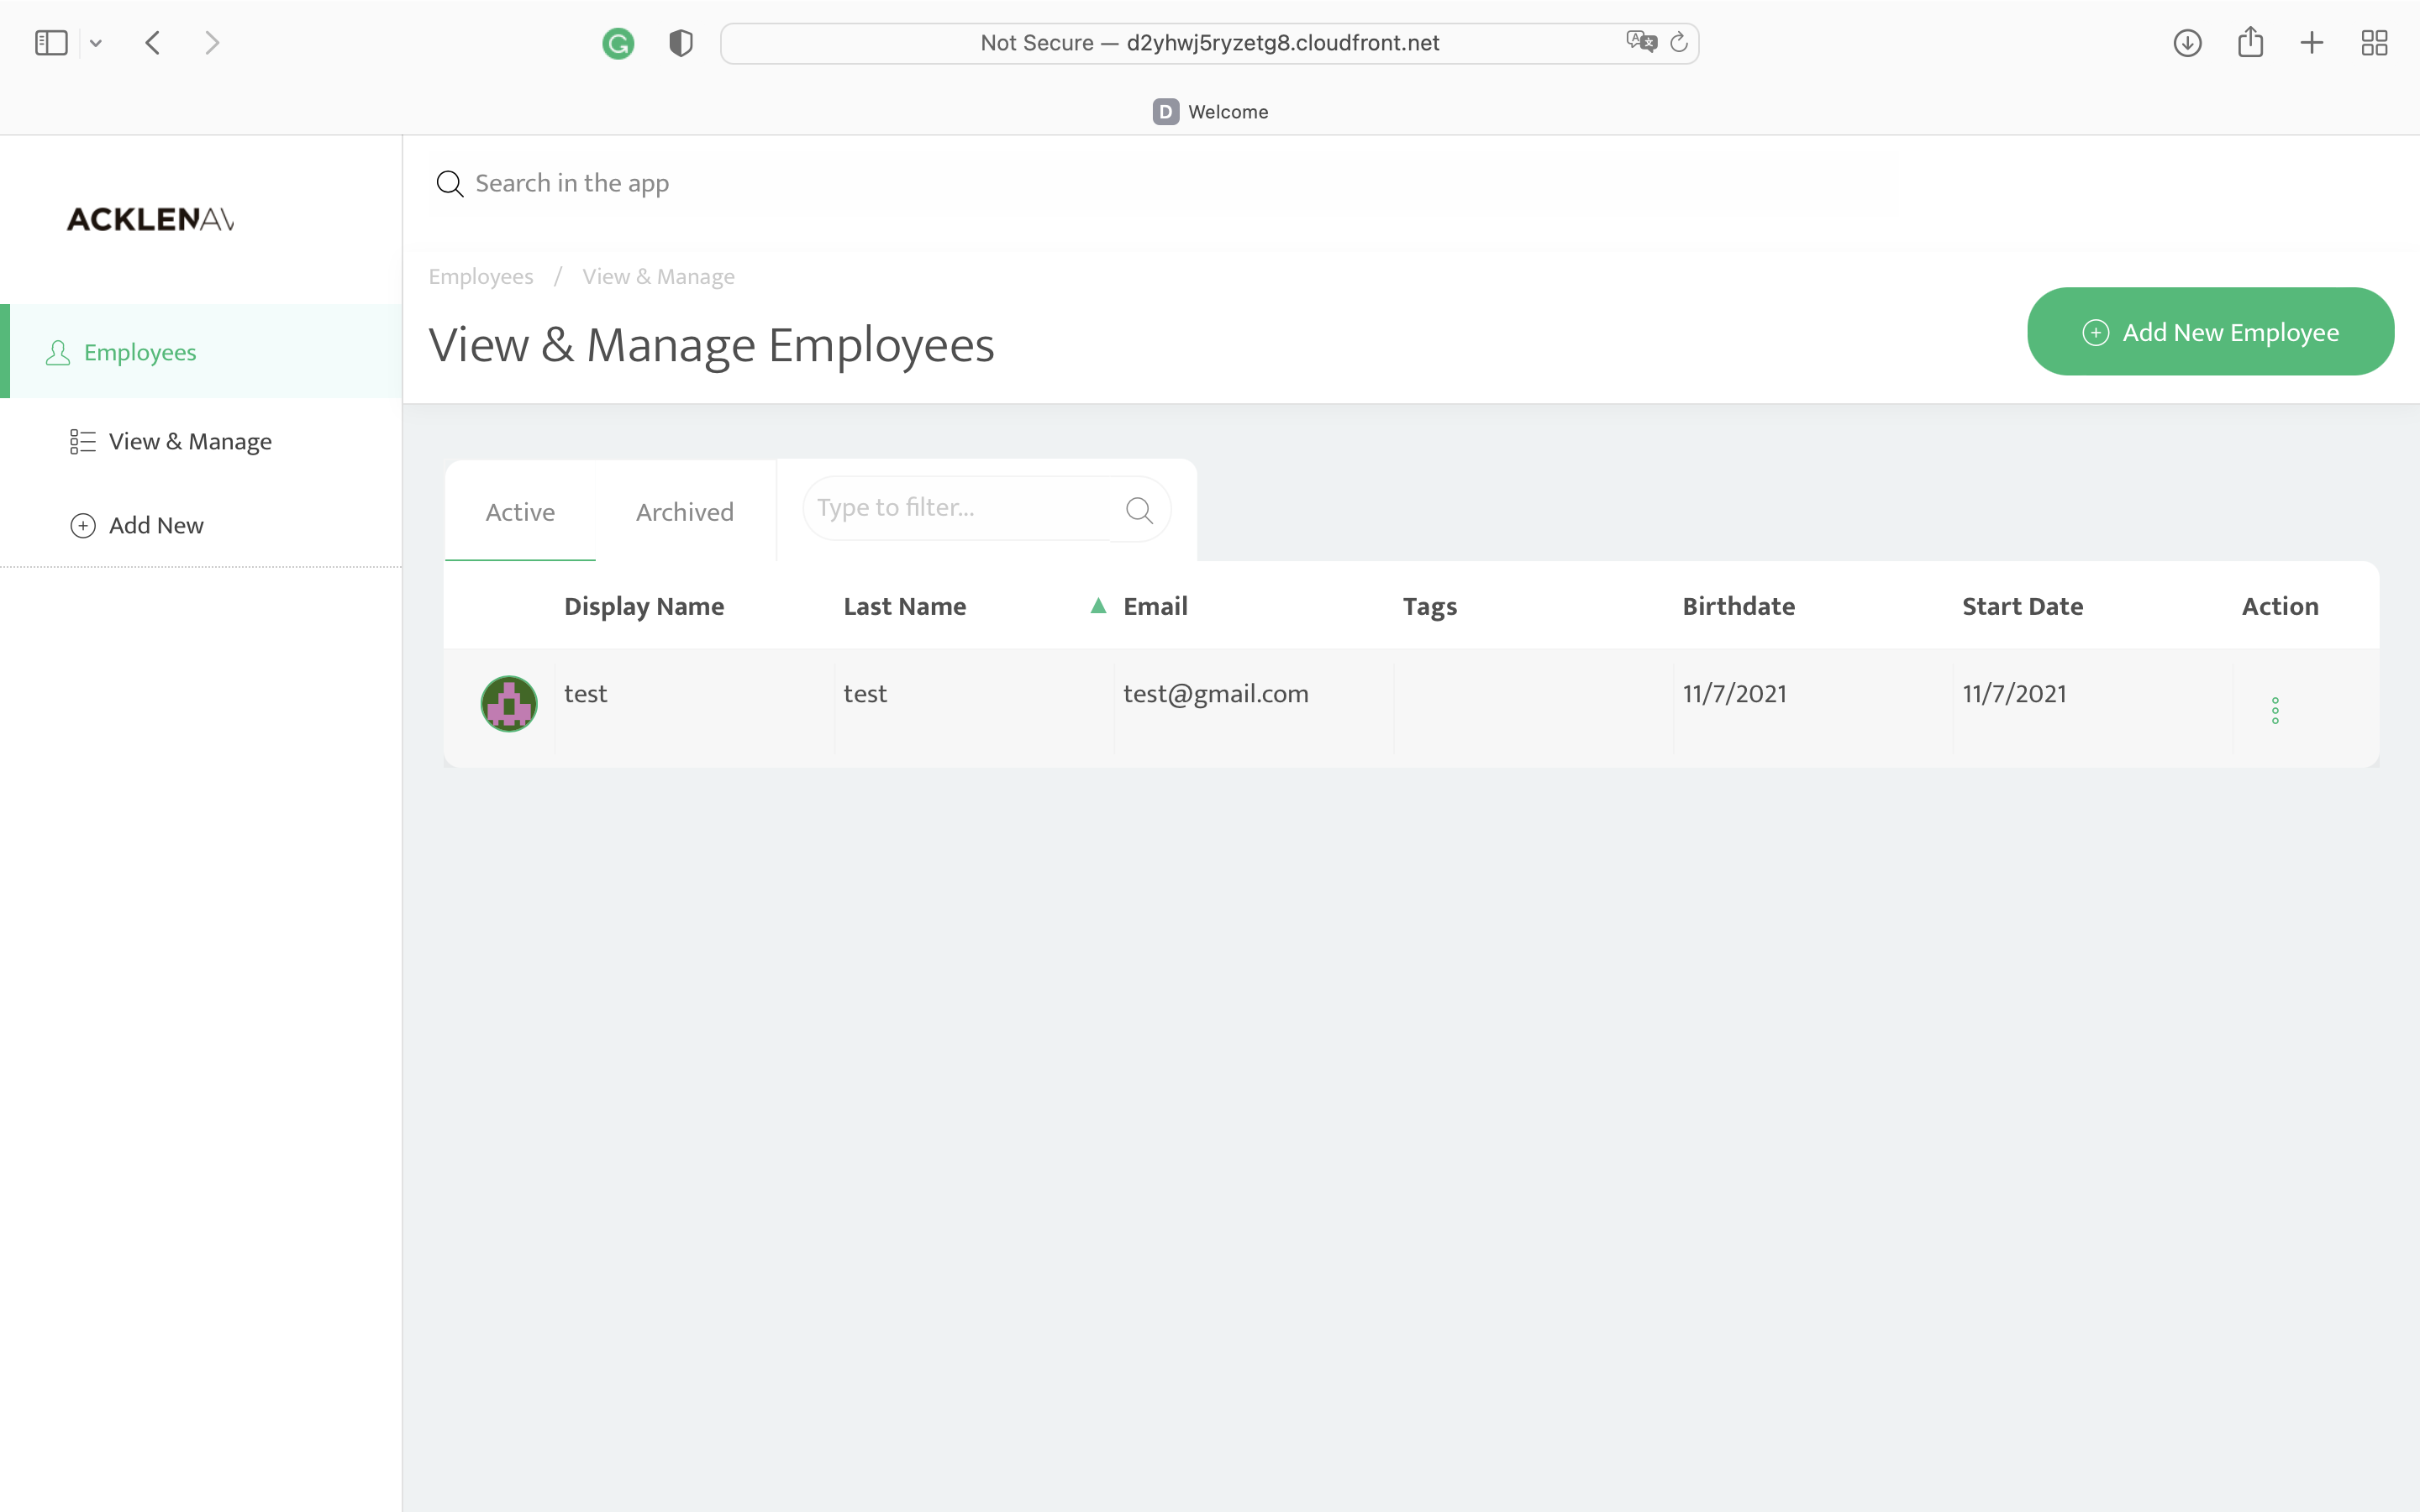 Not Secure — d2yhwj5ryzetg8.cloudfront.net
D Welcome
ACKLENAV
Search in the app
Employees / View & Manage
View & Manage Employees
Add New Employee
Employees
View & Manage
Add New
Active Archived Type to filter...
Display Name Last Name Email Tags Birthdate Start Date Action
test test test@gmail.com 11/7/2021 11/7/2021